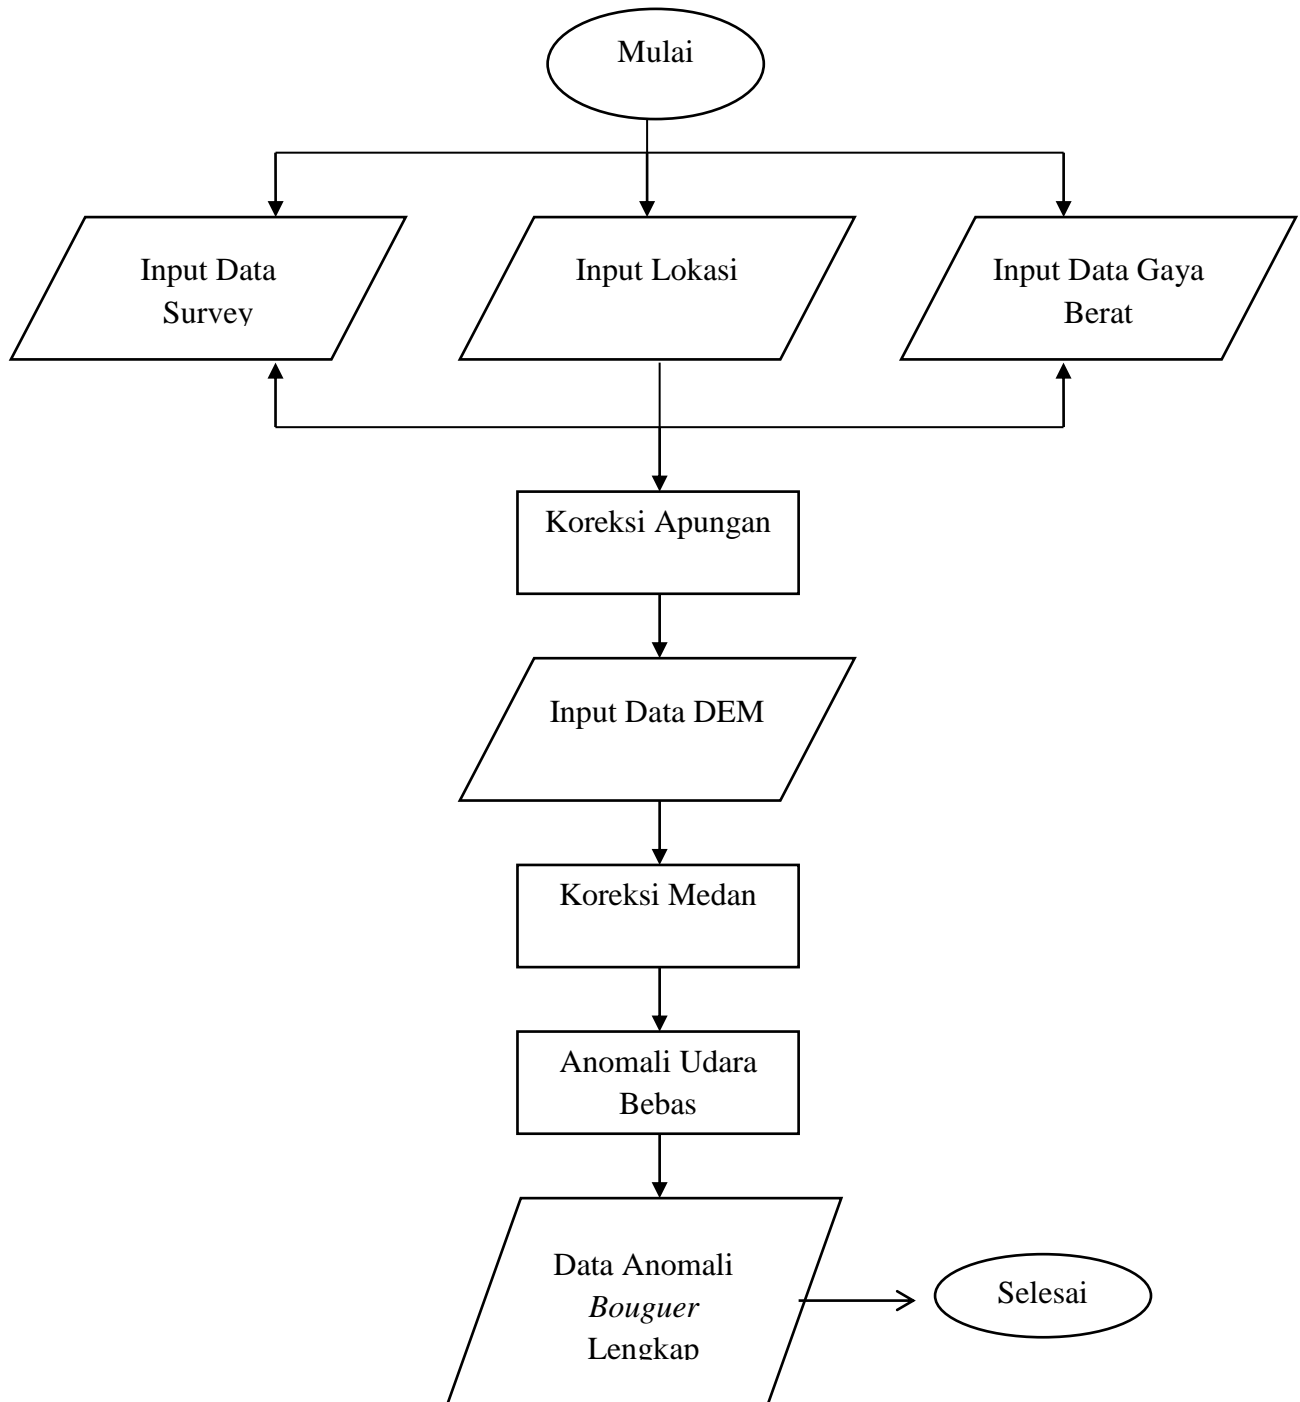 Mulai
Input Data
Survey
Input Lokasi
Input Data Gaya
Berat
Koreksi Apungan
Input Data DEM
Koreksi Medan
Anomali Udara
Bebas
Data Anomali
Bouguer
Lengkap
Selesai